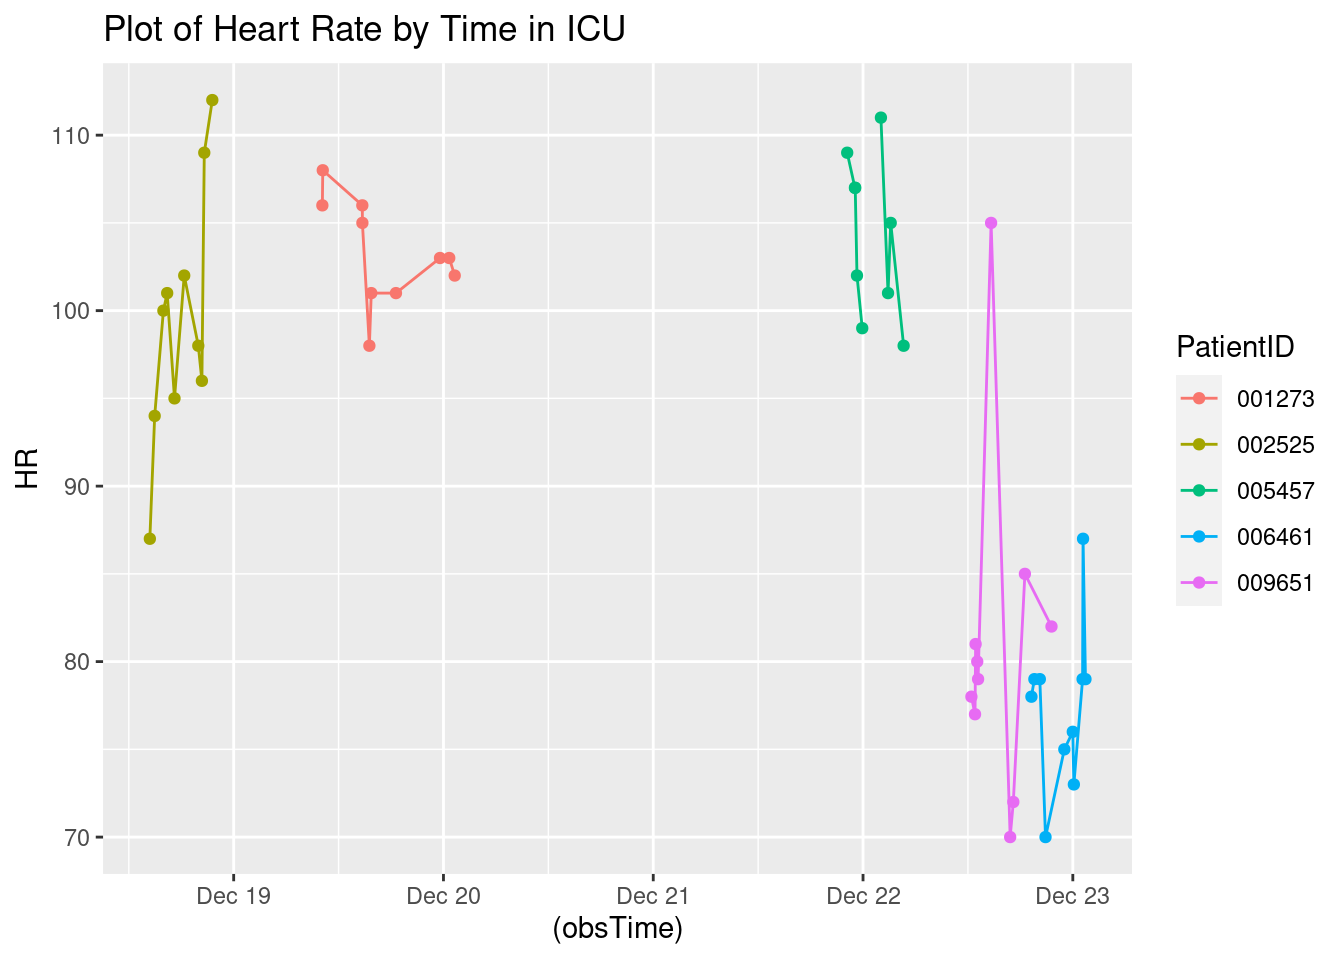 Plot of Heart Rate by Time in ICU
110
100
90
80
70
HR
Dec 19
Dec 20
Dec 21
Dec 22
Dec 23
(obsTime)
PatientID
001273
002525
005457
006461
009651